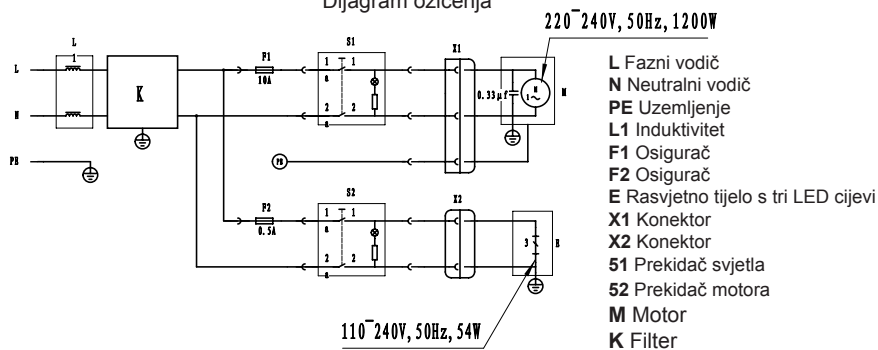 Dijagram ožičenja
220~240V, 50Hz, 1200W
L
1
L
K
N
PE
F1
10A
S1
1 1
a
2 2
X1
0.33μf
M
1~
M
PE
F2
0.5A
S2
1 1
a
2 2
X2
3
E
110~240V, 50Hz, 54W
L Fazni vodič
N Neutralni vodič
PE Uzemljenje
L1 Induktivitet
F1 Osigurač
F2 Osigurač
E Rasvjetno tijelo s tri LED cijevi
X1 Konektor
X2 Konektor
51 Prekidač svjetla
52 Prekidač motora
M Motor
K Filter